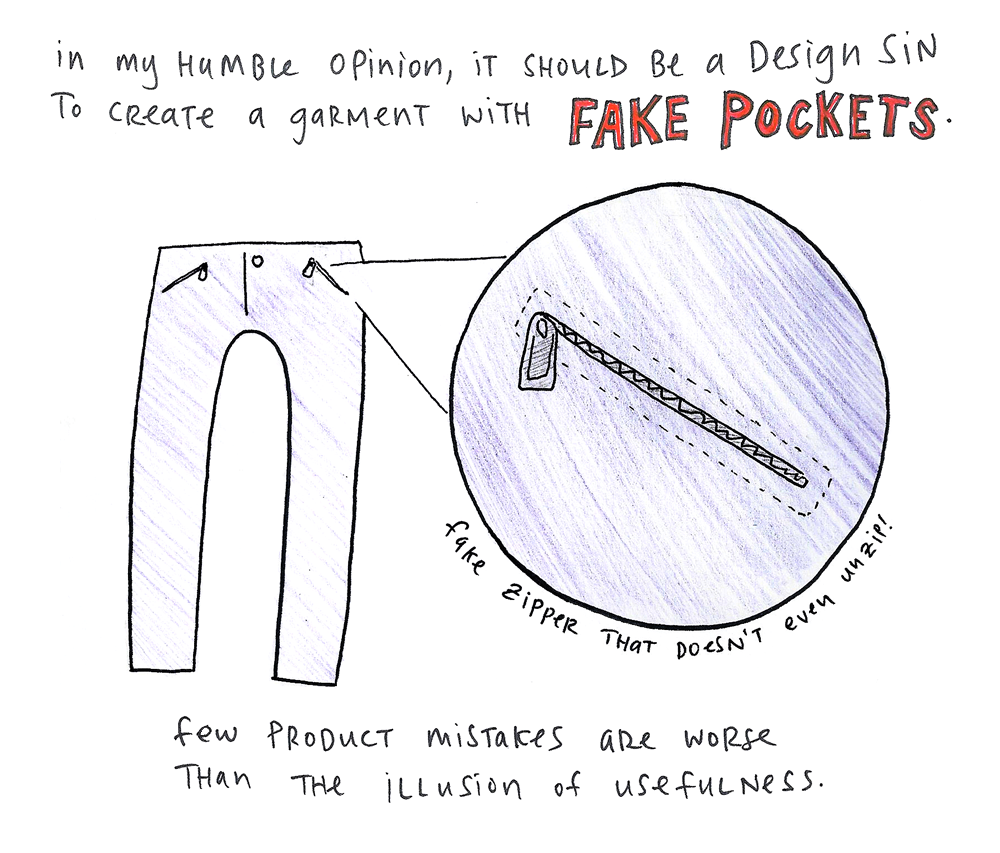 in my HUMBLE OPinion, iT SHOULD Be a Design SiN
To CReATe a gaRMenT WiTH FAKE POCKETS.
fake ZiPPeR THaT DOesN'T even unzip!
few PRODUCT mistakes aRe woRse
THan THe iLLUsion of usefuLNess.